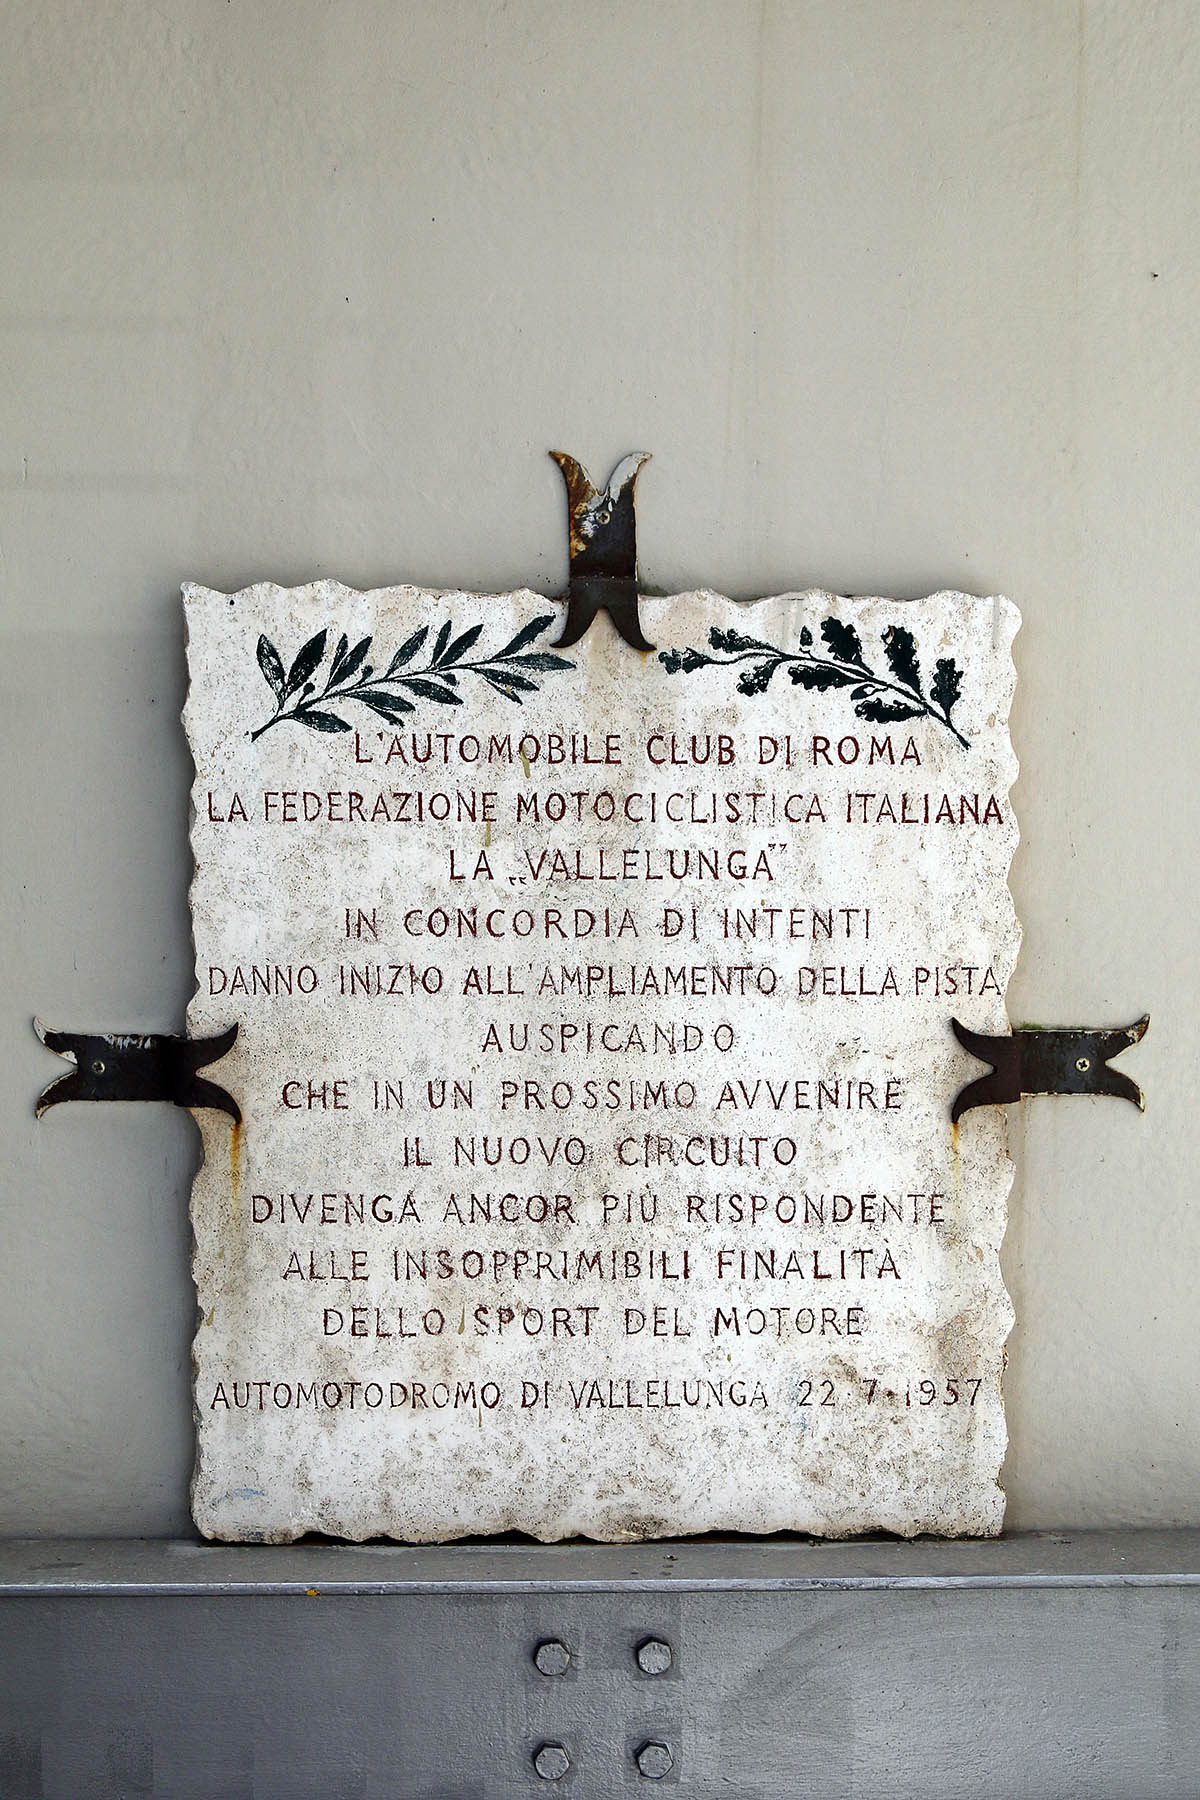 L'AUTOMOBILE CLUB DI ROMA
LA FEDERAZIONE MOTOCICLISTICA ITALIANA
LA „VALLELUNGA”
IN CONCORDIA DI INTENTI
DANNO INIZIO ALL'AMPLIAMENTO DELLA PISTA
AUSPICANDO
CHE IN UN PROSSIMO AVVENIRE
IL NUOVO CIRCUITO
DIVENGA ANCOR PIÙ RISPONDENTE
ALLE INSOPPRIMIBILI FINALITÀ
DELLO SPORT DEL MOTORE
AUTOMOTODROMO DI VALLELUNGA 22·7·1957